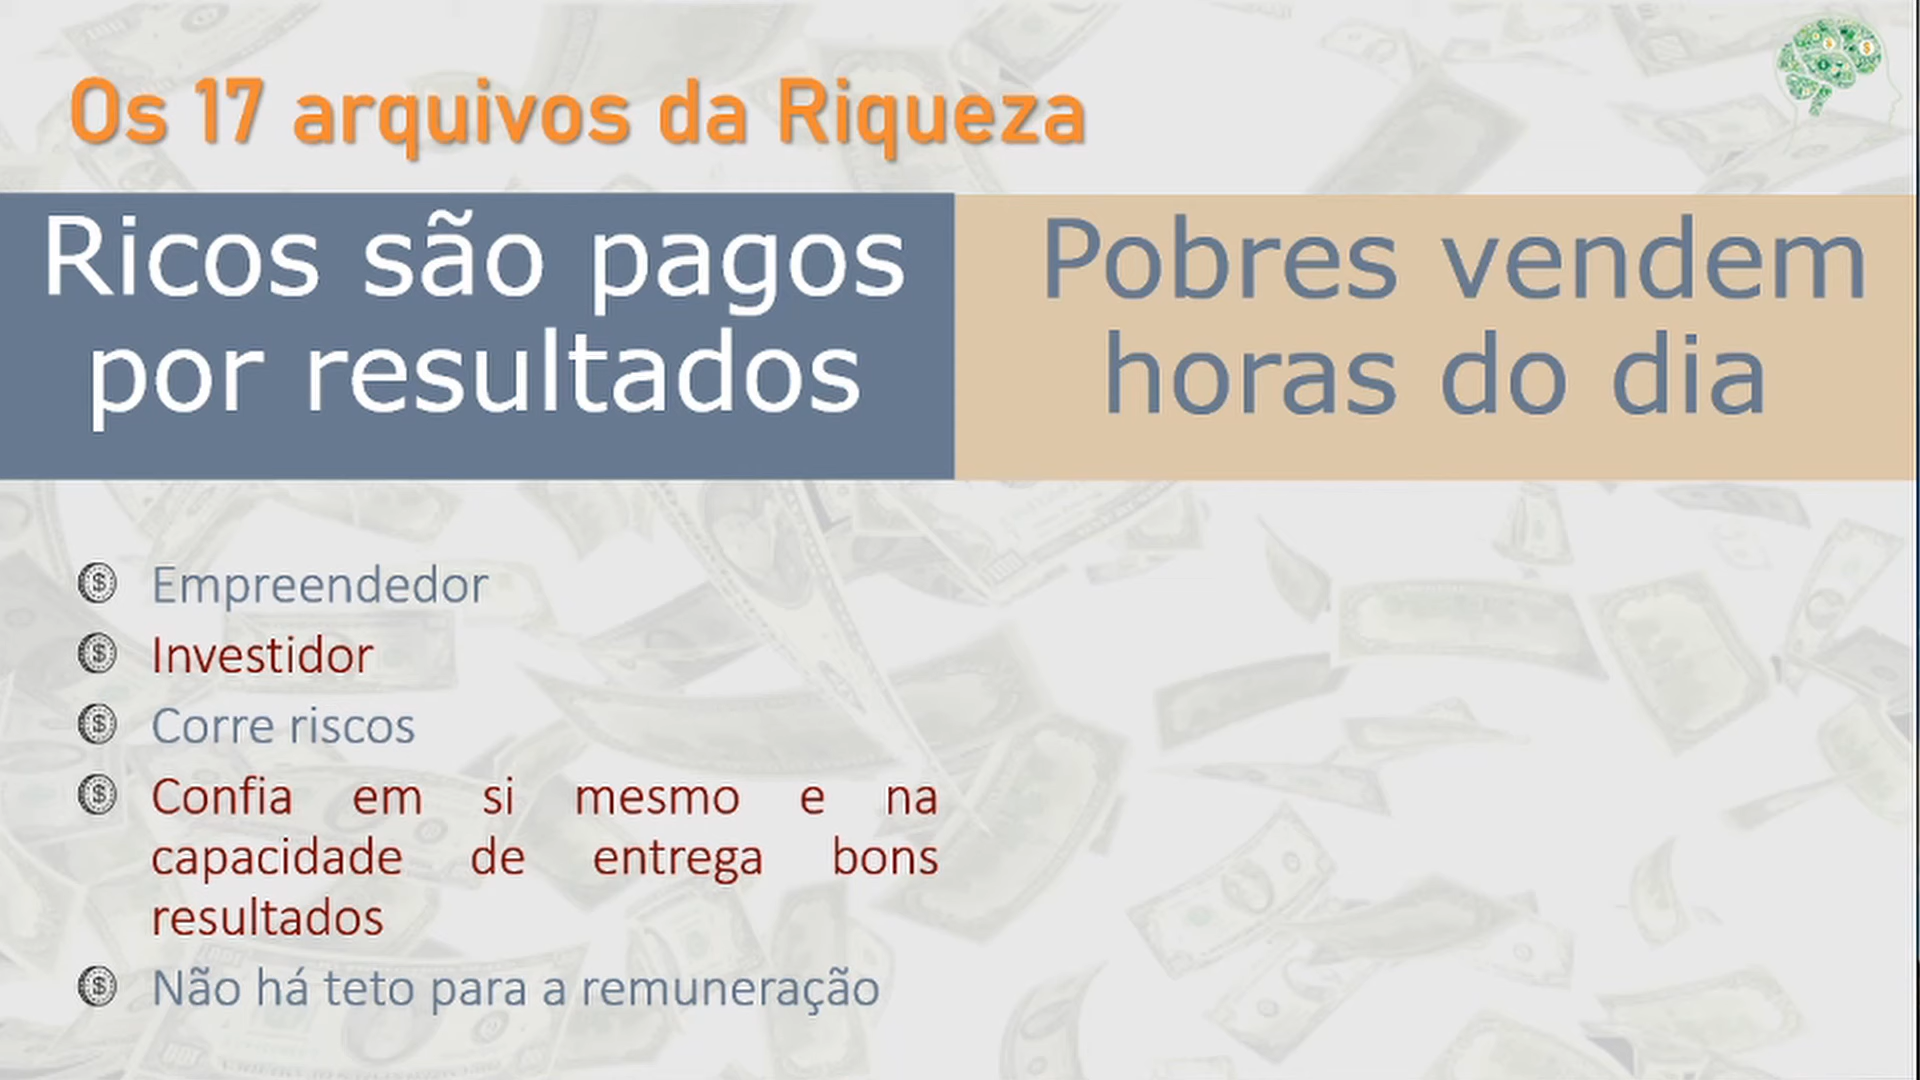 Os 17 arquivos da Riqueza
Ricos são pagos
por resultados
Pobres vendem
horas do dia
Empreendedor
Investidor
Corre riscos
Confia em si mesmo e na
capacidade de entrega bons
resultados
Não há teto para a remuneração